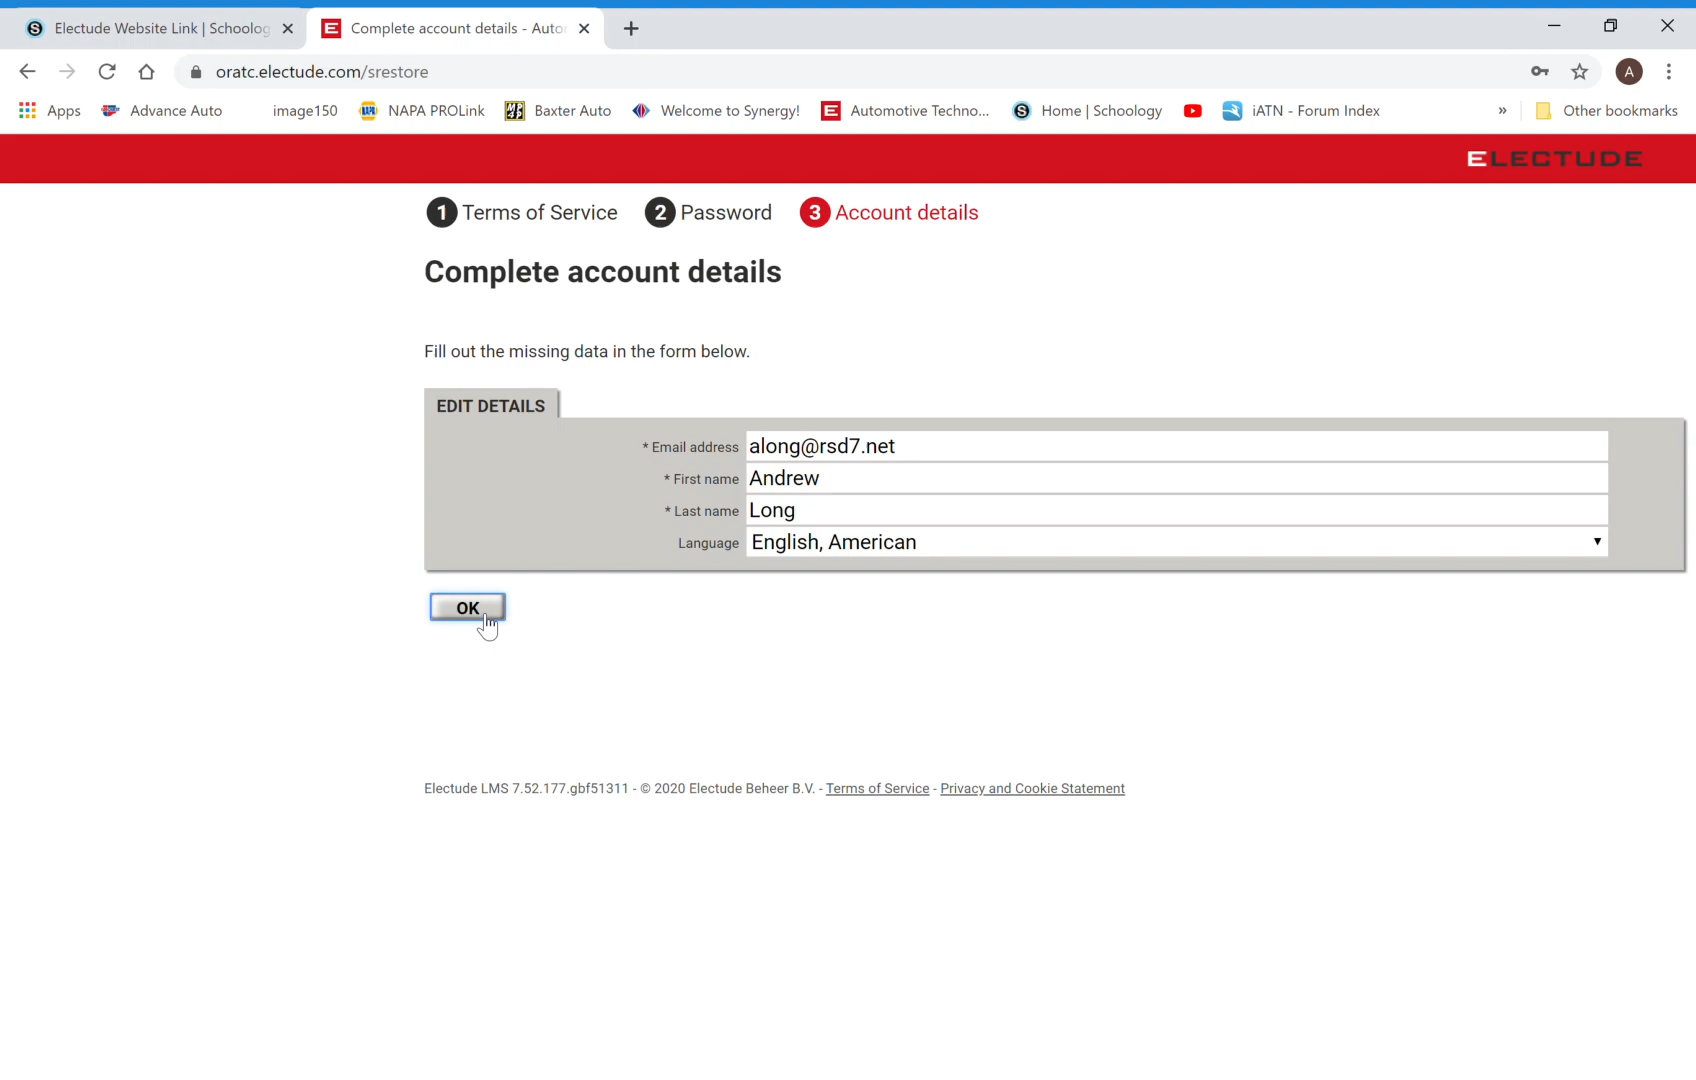 S Electude Website Link | Schoolog E Complete account details - Autor
oratc.electude.com/srestore A
Apps Advance Auto image150 NAPA PROLink Baxter Auto Welcome to Synergy! E Automotive Techno... S Home | Schoology iATN - Forum Index » Other bookmarks
ELECTUDE
1 Terms of Service 2 Password 3 Account details
Complete account details
Fill out the missing data in the form below.
EDIT DETAILS
* Email address along@rsd7.net
* First name Andrew
* Last name Long
Language English, American
OK
Electude LMS 7.52.177.gbf51311 - © 2020 Electude Beheer B.V. - Terms of Service - Privacy and Cookie Statement